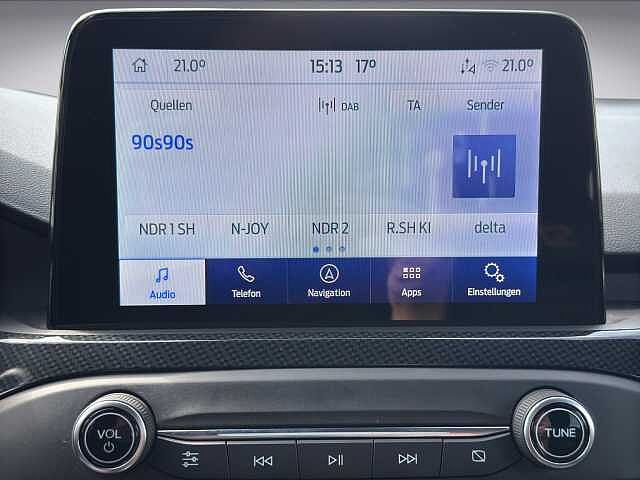 21.0° 15:13 17° 21.0°
Quellen DAB TA Sender
90s90s
NDR 1 SH N-JOY NDR 2 R.SH KI delta
Audio Telefon Navigation Apps Einstellungen
VOL TUNE